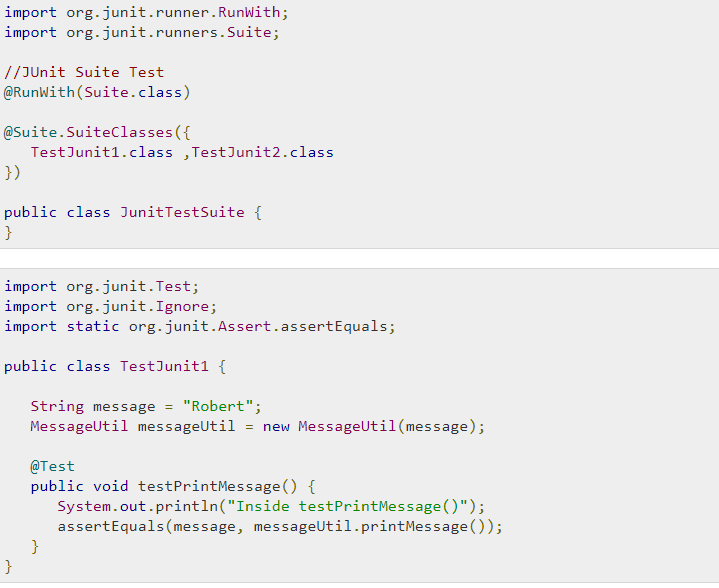 import org.junit.runner.RunWith;
import org.junit.runners.Suite;
//JUnit Suite Test
@RunWith(Suite.class)
@Suite.SuiteClasses({
   TestJunit1.class ,TestJunit2.class
})
public class JunitTestSuite {
}
import org.junit.Test;
import org.junit.Ignore;
import static org.junit.Assert.assertEquals;
public class TestJunit1 {
   String message = "Robert";
   MessageUtil messageUtil = new MessageUtil(message);
   @Test
   public void testPrintMessage() {
      System.out.println("Inside testPrintMessage()");
      assertEquals(message, messageUtil.printMessage());
   }
}